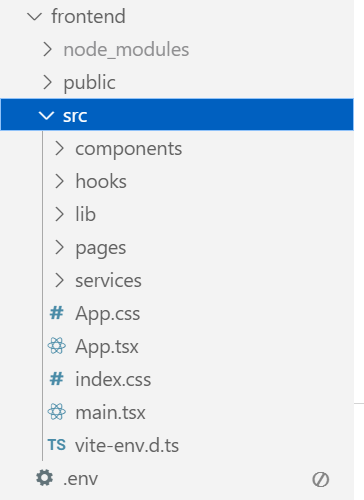 frontend
node_modules
public
src
components
hooks
lib
pages
services
App.css
App.tsx
index.css
main.tsx
TS vite-env.d.ts
.env